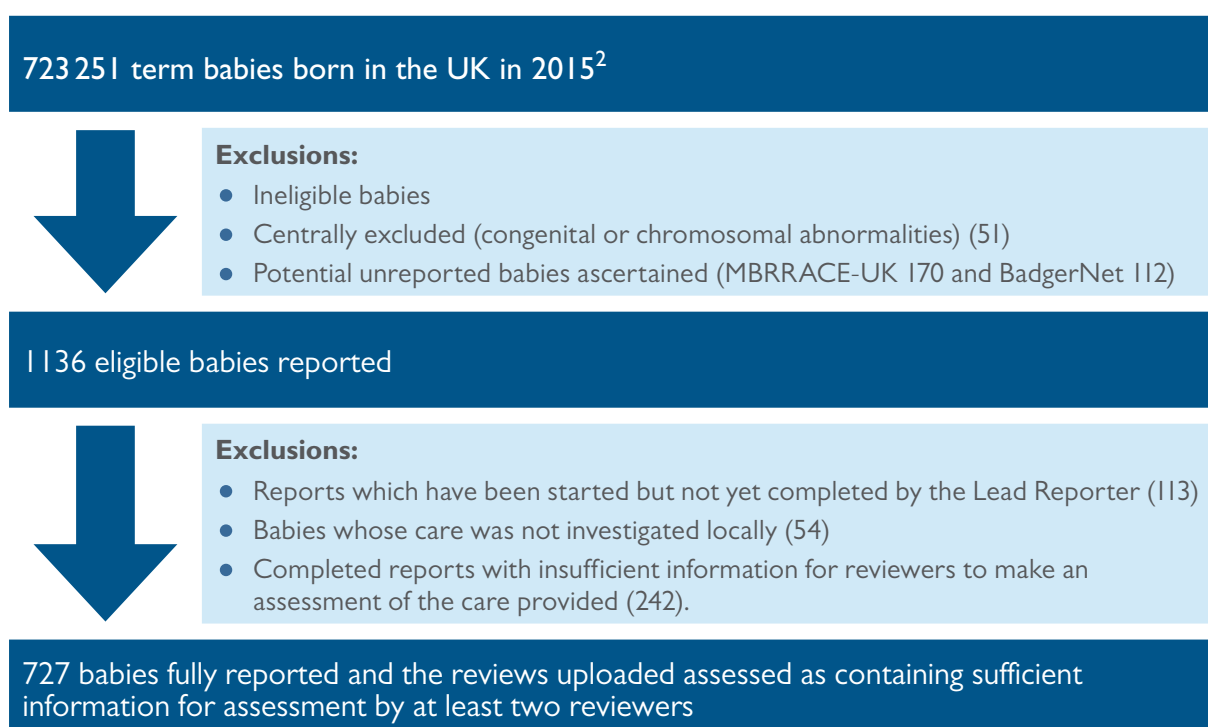 723 251 term babies born in the UK in 2015²
Exclusions:
● Ineligible babies
● Centrally excluded (congenital or chromosomal abnormalities) (51)
● Potential unreported babies ascertained (MBRRACE-UK 170 and BadgerNet 112)
1136 eligible babies reported
Exclusions:
● Reports which have been started but not yet completed by the Lead Reporter (113)
● Babies whose care was not investigated locally (54)
● Completed reports with insufficient information for reviewers to make an
assessment of the care provided (242).
727 babies fully reported and the reviews uploaded assessed as containing sufficient
information for assessment by at least two reviewers